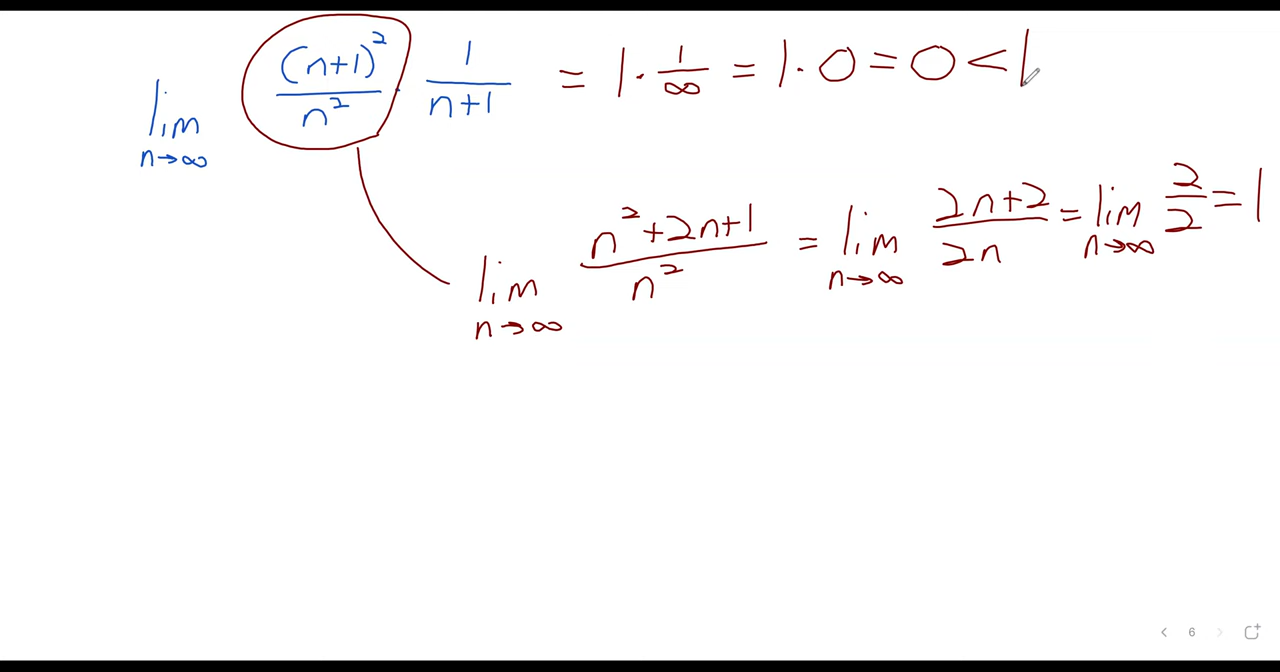 lim n→∞ (n+1)²/n² · 1/(n+1) = 1 · 1/∞ = 1 · 0 = 0 < 1
lim n→∞ (n²+2n+1)/n² = lim n→∞ (2n+2)/2n = lim n→∞ 2/2 = 1
6